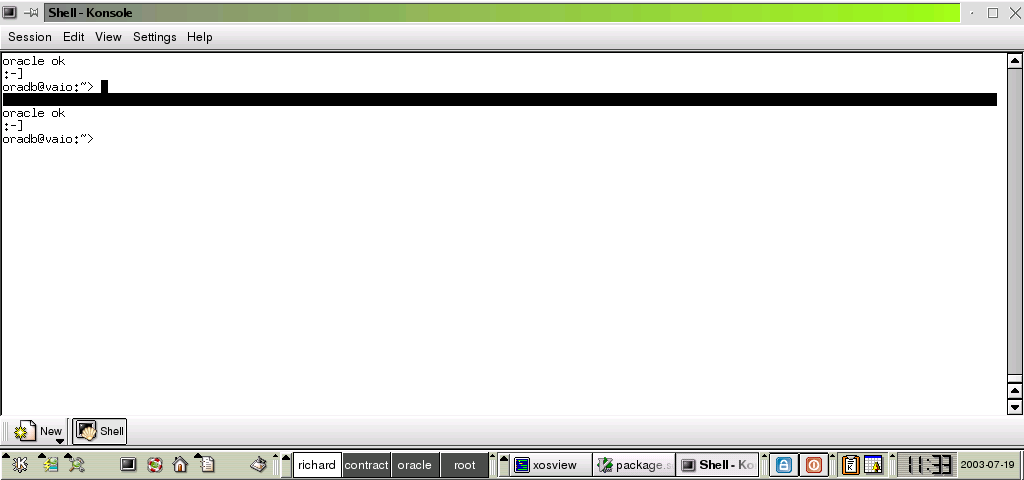 Shell - Konsole
Session Edit View Settings Help
oracle ok
:-]
oradb@vaio:~>
oracle ok
:-]
oradb@vaio:~>
New Shell
richard contract oracle root xosview package.s Shell - Ko 11:33 2003-07-19